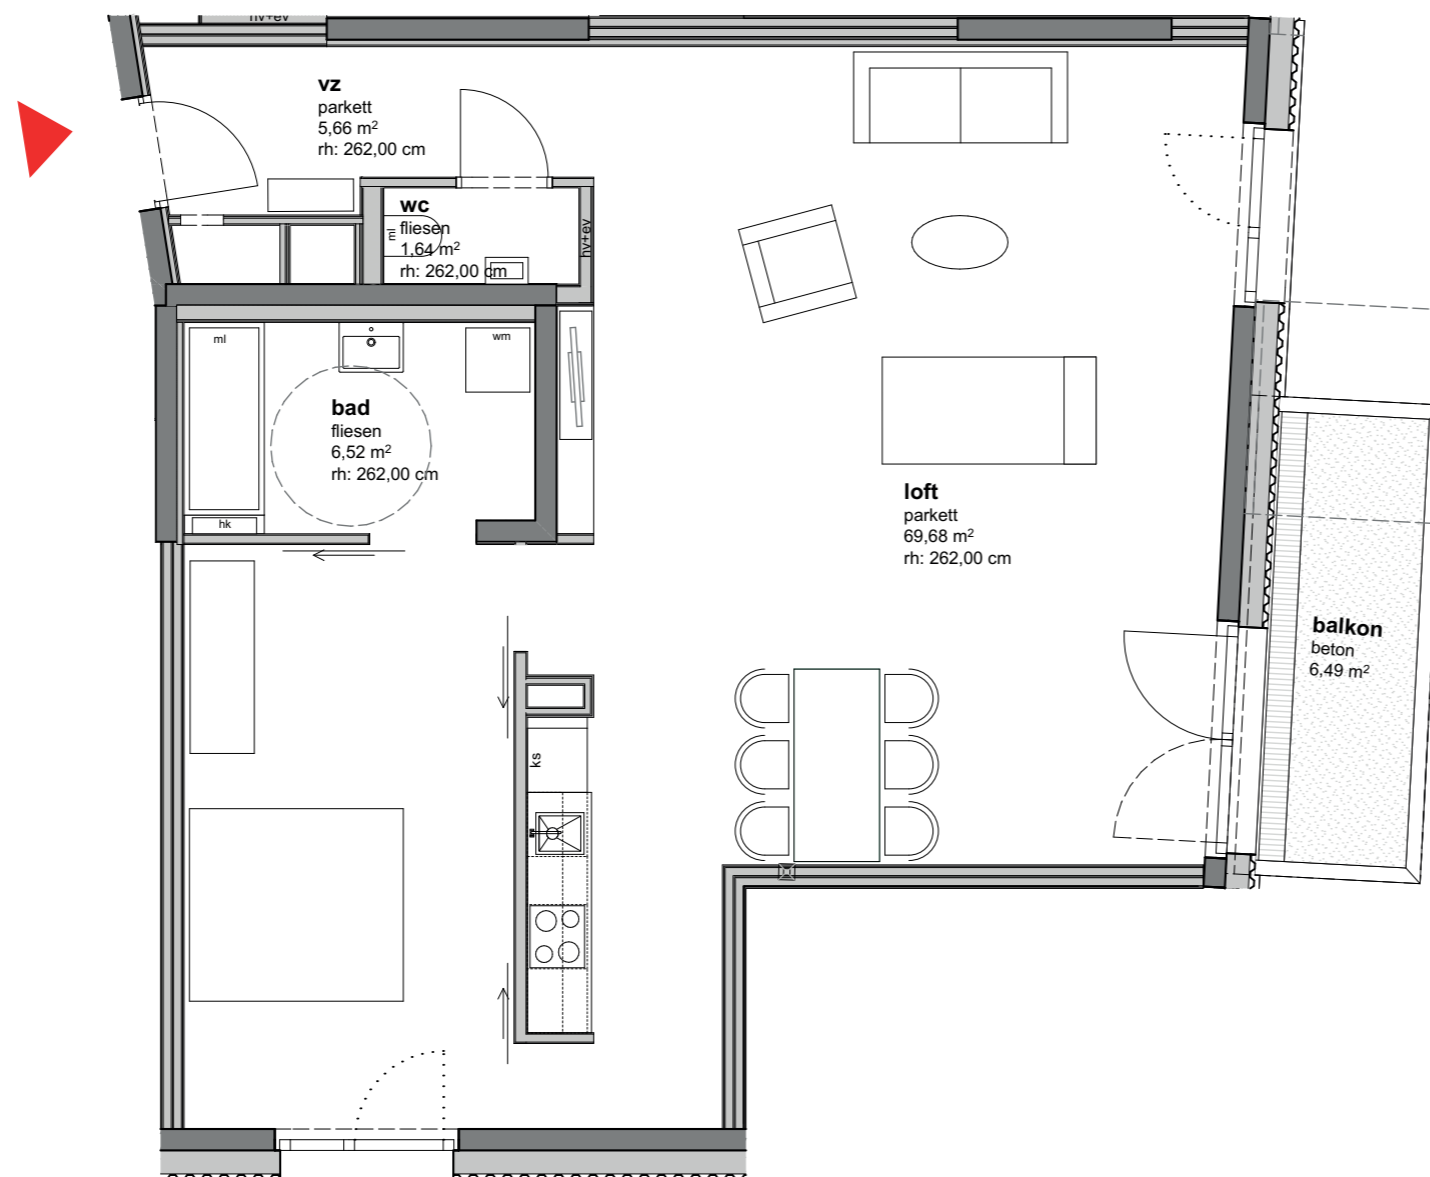 hv+ev
vz
parkett
5,66 m²
rh: 262,00 cm
wc
fliesen
1,64 m²
rh: 262,00 cm
ml
hv+ev
ml
wm
bad
fliesen
6,52 m²
rh: 262,00 cm
hk
loft
parkett
69,68 m²
rh: 262,00 cm
balkon
beton
6,49 m²
ks